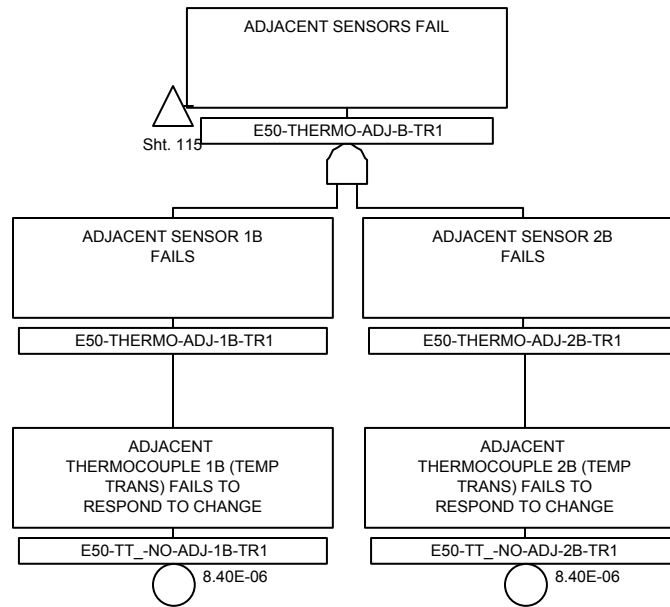 ADJACENT SENSORS FAIL
Sht. 115
E50-THERMO-ADJ-B-TR1
ADJACENT SENSOR 1B
FAILS
E50-THERMO-ADJ-1B-TR1
ADJACENT
THERMOCOUPLE 1B (TEMP
TRANS) FAILS TO
RESPOND TO CHANGE
E50-TT_-NO-ADJ-1B-TR1
8.40E-06
ADJACENT SENSOR 2B
FAILS
E50-THERMO-ADJ-2B-TR1
ADJACENT
THERMOCOUPLE 2B (TEMP
TRANS) FAILS TO
RESPOND TO CHANGE
E50-TT_-NO-ADJ-2B-TR1
8.40E-06